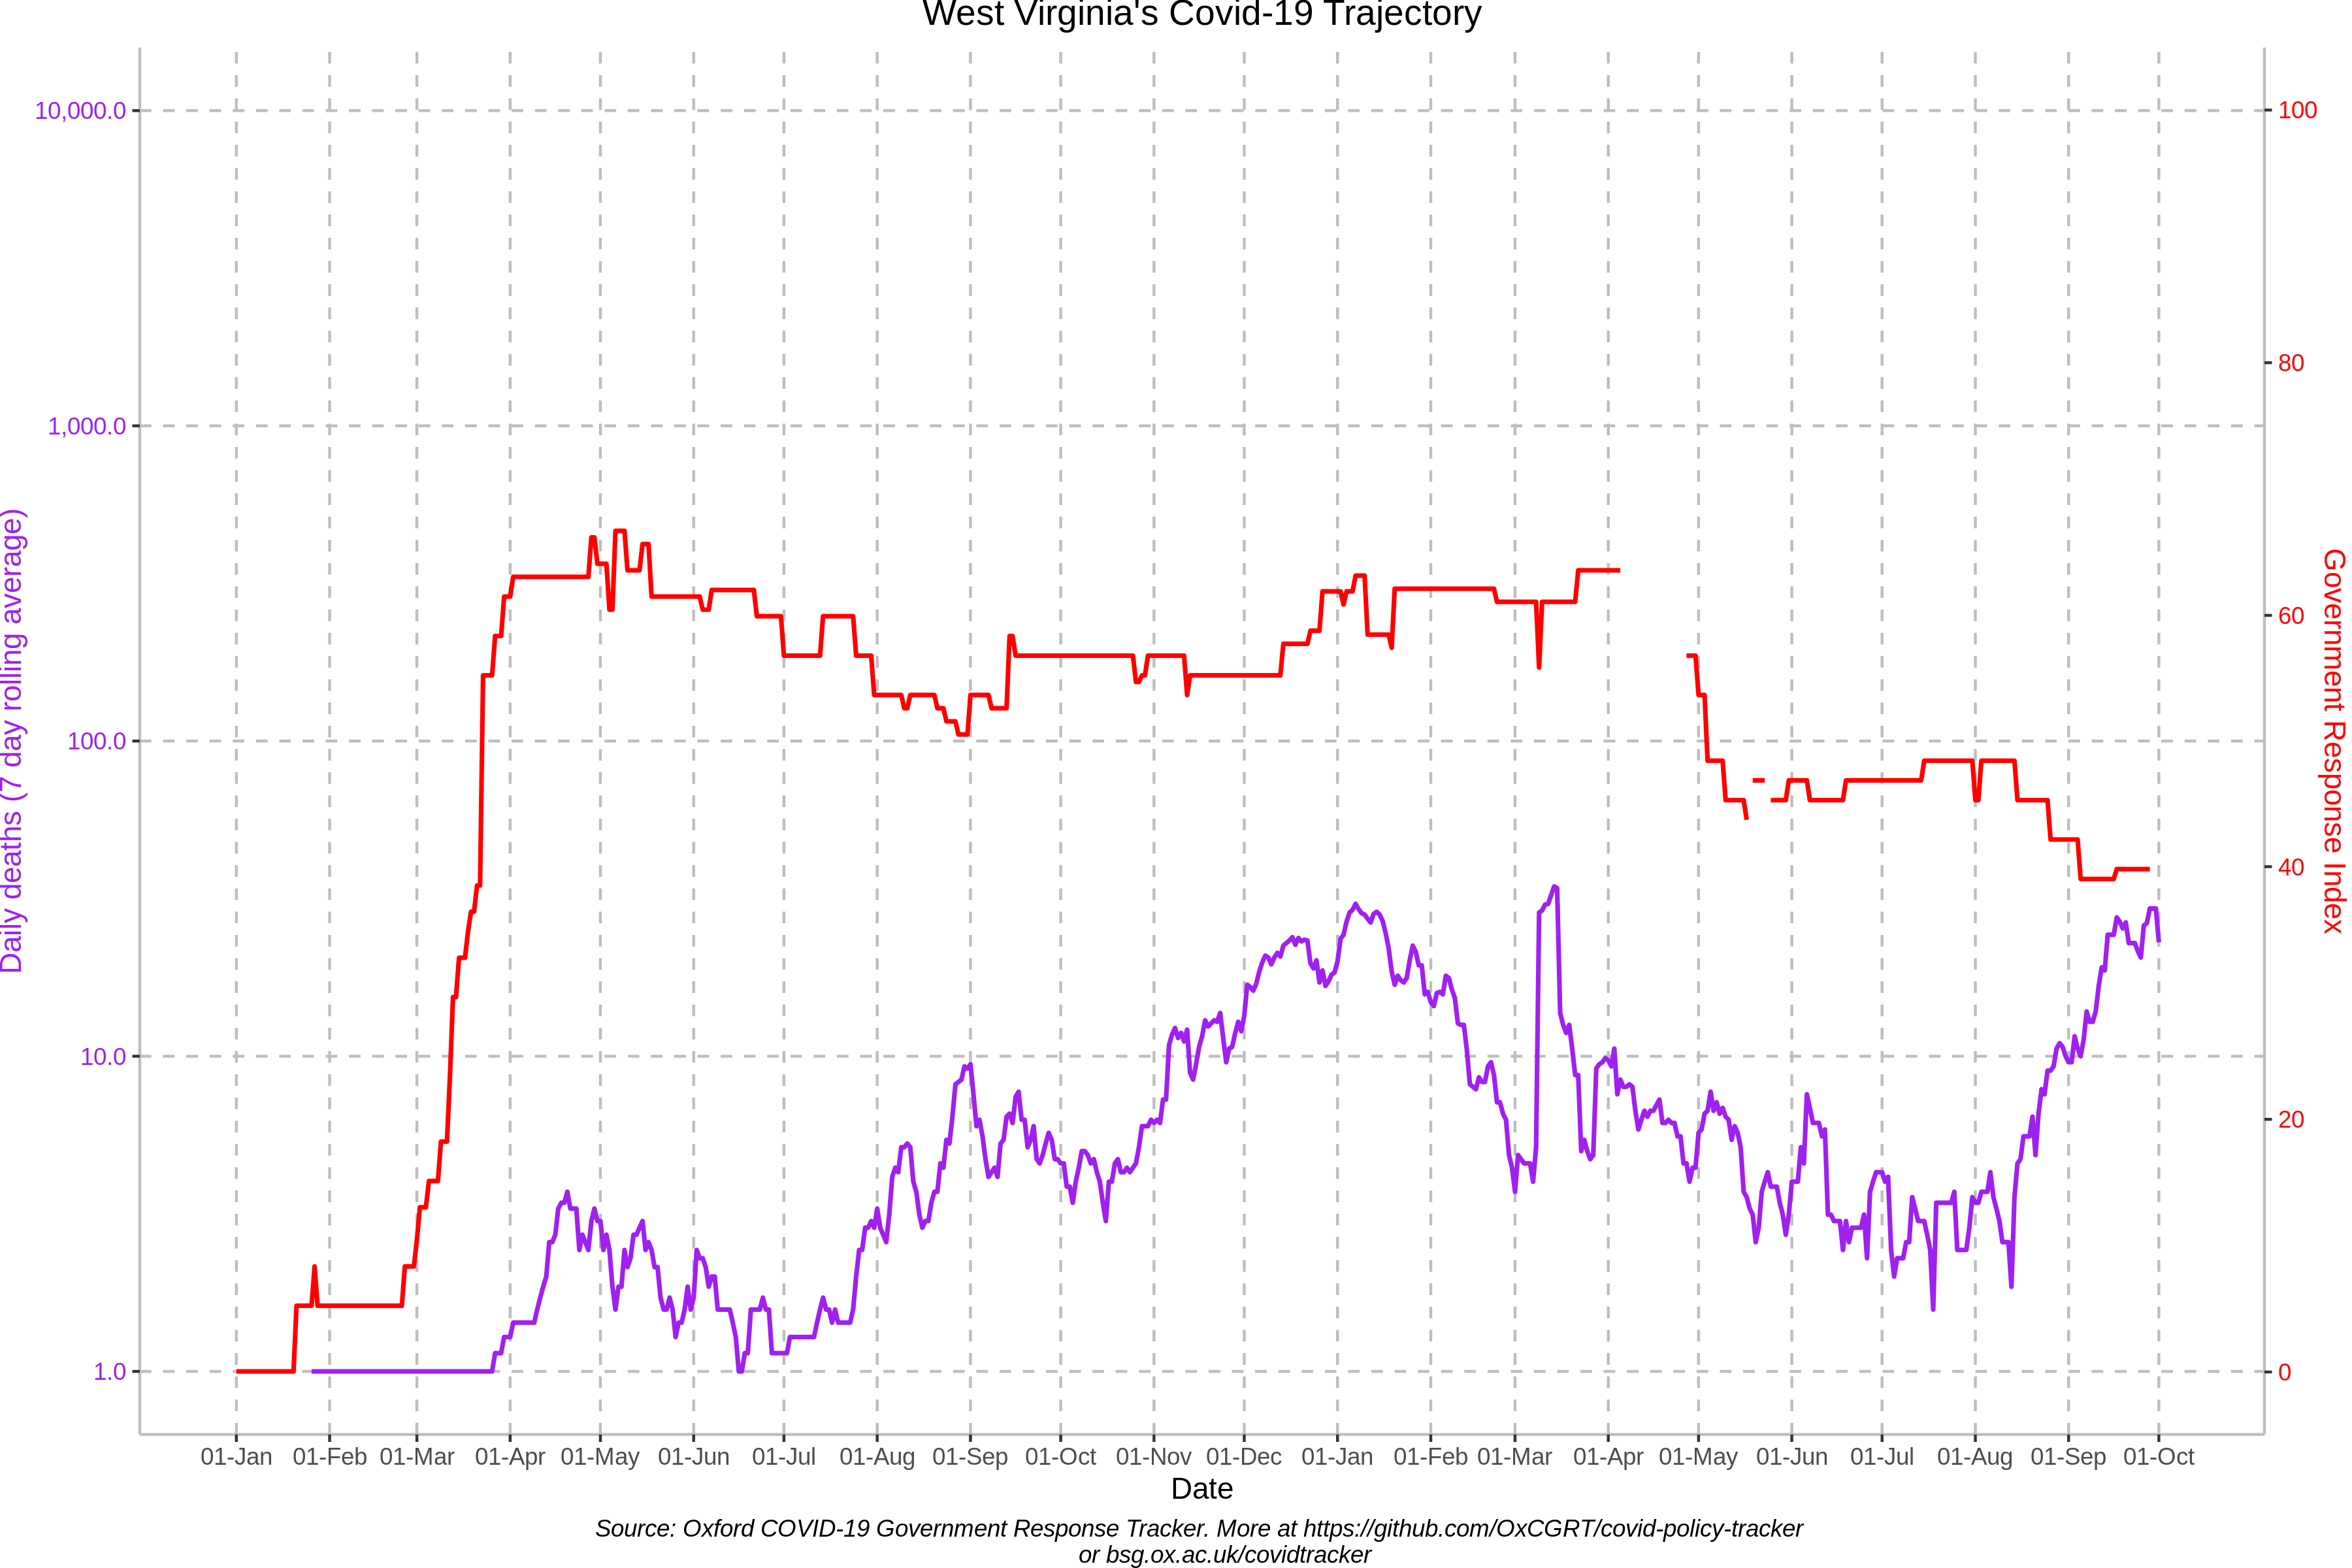 West Virginia's Covid-19 Trajectory
10,000.0
1,000.0
100.0
10.0
1.0
Daily deaths (7 day rolling average)
100
80
60
40
20
0
Government Response Index
01-Jan 01-Feb 01-Mar 01-Apr 01-May 01-Jun 01-Jul 01-Aug 01-Sep 01-Oct 01-Nov 01-Dec 01-Jan 01-Feb 01-Mar 01-Apr 01-May 01-Jun 01-Jul 01-Aug 01-Sep 01-Oct
Date
Source: Oxford COVID-19 Government Response Tracker. More at https://github.com/OxCGRT/covid-policy-tracker
or bsg.ox.ac.uk/covidtracker